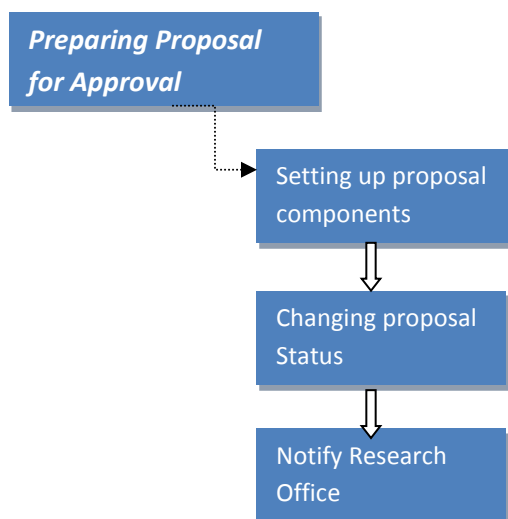 Preparing Proposal
for Approval
Setting up proposal
components
Changing proposal
Status
Notify Research
Office